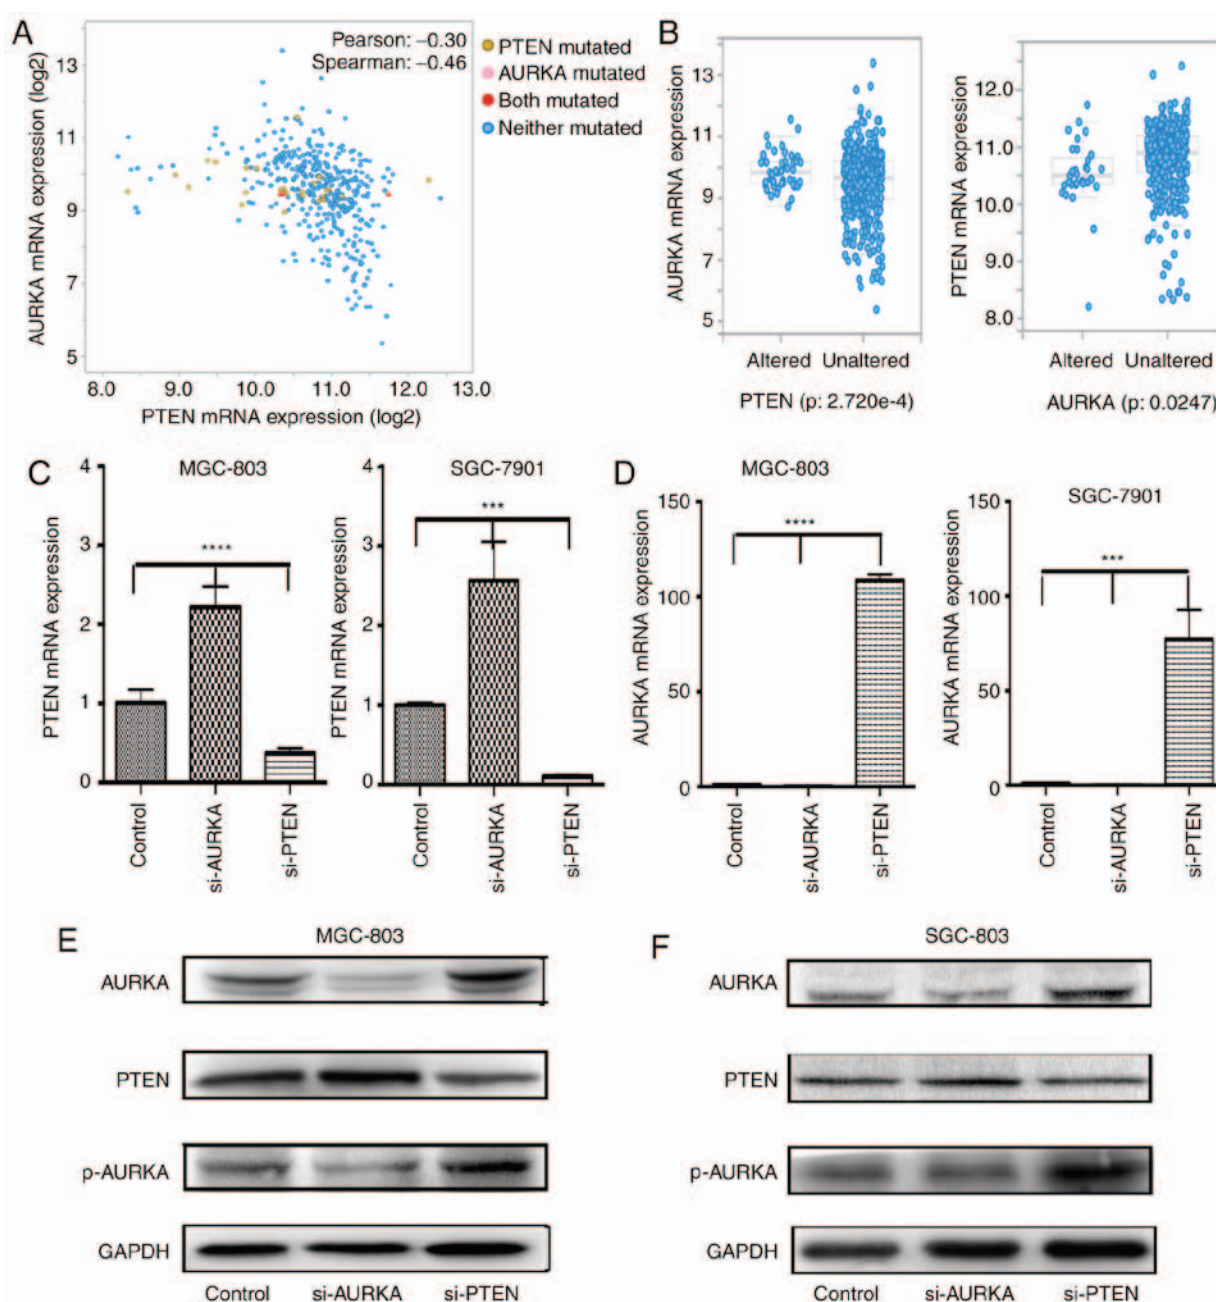 A
Pearson: −0.30
Spearman: −0.46
PTEN mutated
AURKA mutated
Both mutated
Neither mutated
AURKA mRNA expression (log2)
13
11
9
7
5
8.0 9.0 10.0 11.0 12.0 13.0
PTEN mRNA expression (log2)
B
AURKA mRNA expression
13
11
9
7
5
Altered Unaltered
PTEN (p: 2.720e-4)
PTEN mRNA expression
12.0
11.0
10.0
9.0
8.0
Altered Unaltered
AURKA (p: 0.0247)
C
MGC-803
PTEN mRNA expression
4
3
2
1
0
****
Control
si-AURKA
si-PTEN
SGC-7901
PTEN mRNA expression
4
3
2
1
0
***
Control
si-AURKA
si-PTEN
D
MGC-803
AURKA mRNA expression
150
100
50
0
****
Control
si-AURKA
si-PTEN
SGC-7901
AURKA mRNA expression
150
100
50
0
***
Control
si-AURKA
si-PTEN
E
MGC-803
AURKA
PTEN
p-AURKA
GAPDH
Control si-AURKA si-PTEN
F
SGC-803
AURKA
PTEN
p-AURKA
GAPDH
Control si-AURKA si-PTEN